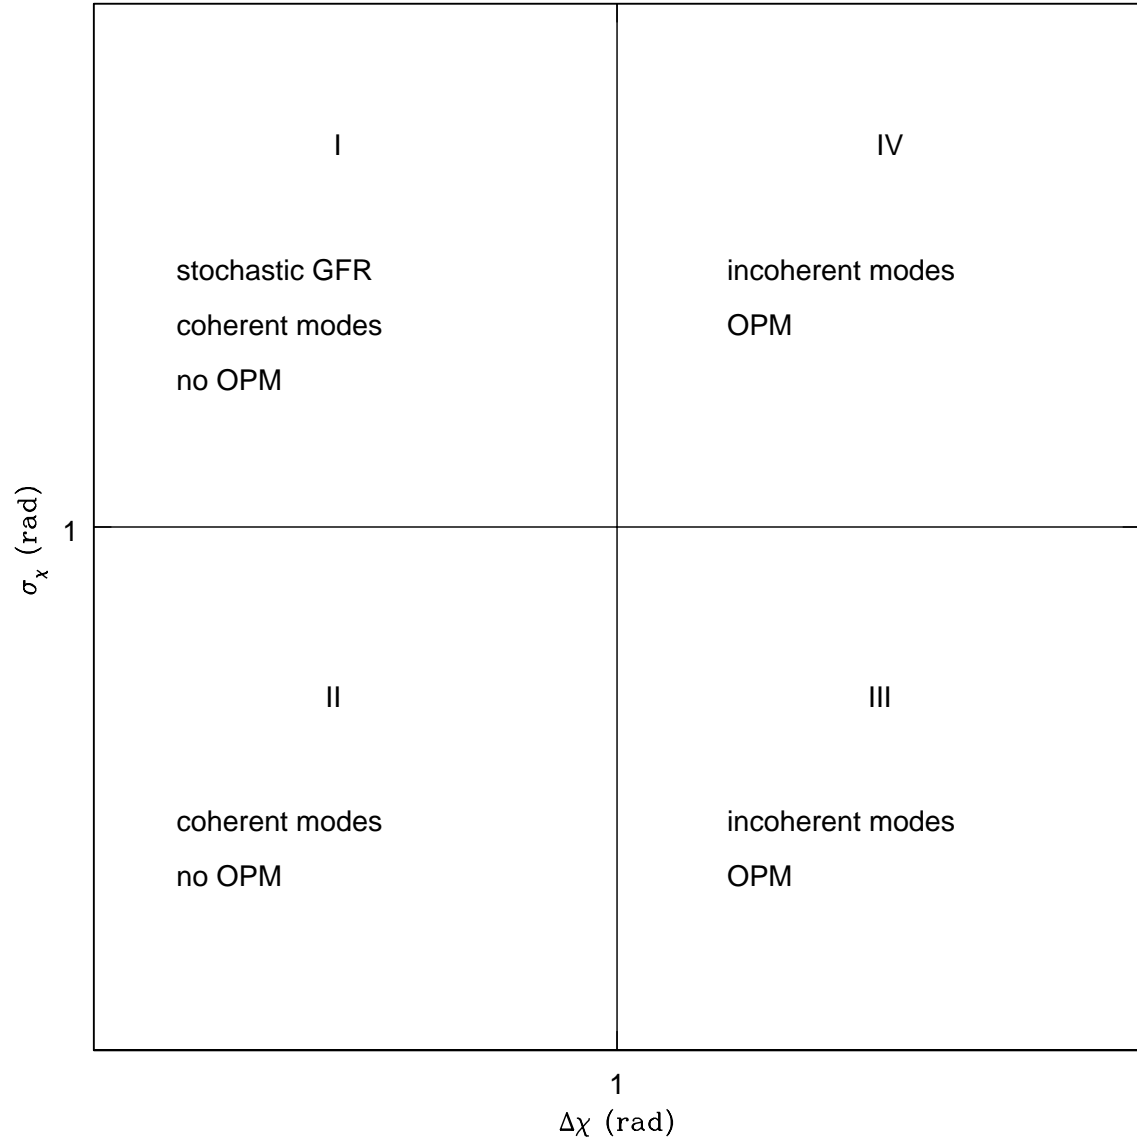 I
stochastic GFR
coherent modes
no OPM
IV
incoherent modes
OPM
σχ (rad)
1
II
coherent modes
no OPM
III
incoherent modes
OPM
1
Δχ (rad)